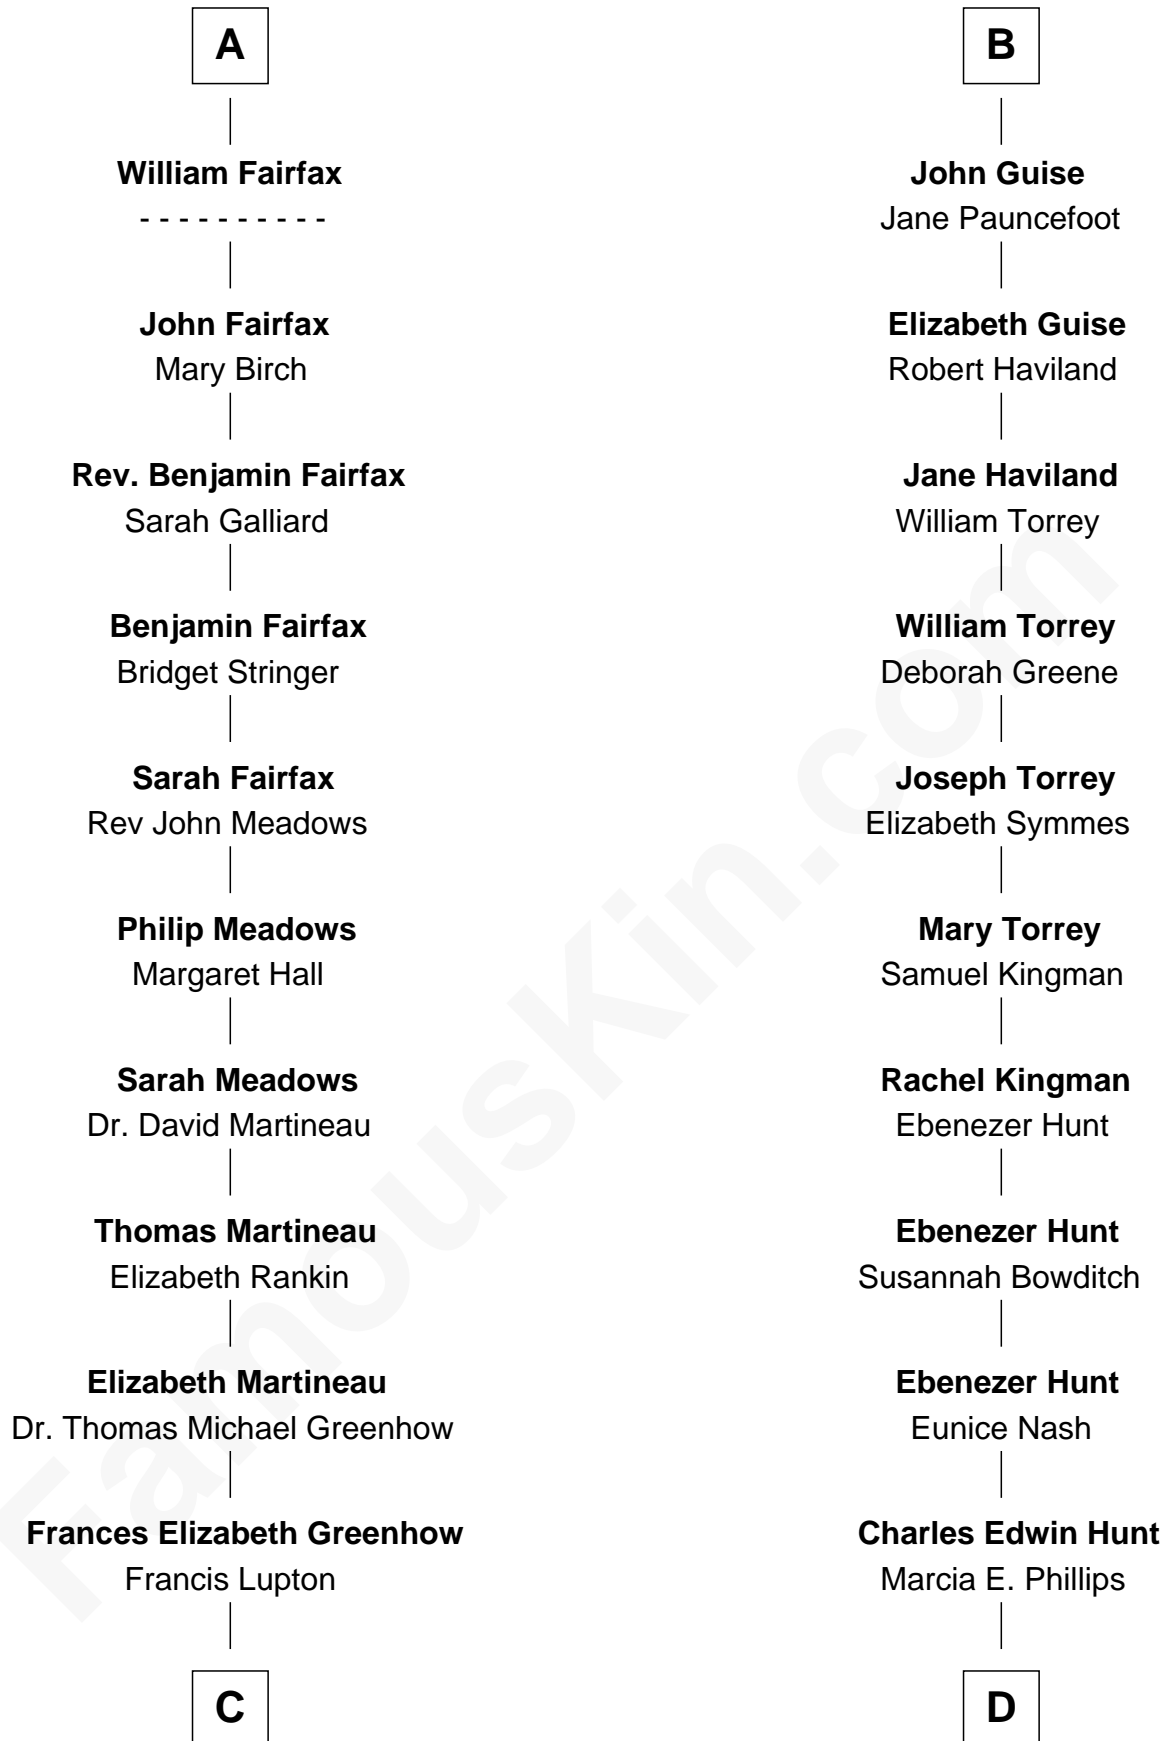 A
William Fairfax
- - - - - - - - - -
John Fairfax
Mary Birch
Rev. Benjamin Fairfax
Sarah Galliard
Benjamin Fairfax
Bridget Stringer
Sarah Fairfax
Rev John Meadows
Philip Meadows
Margaret Hall
Sarah Meadows
Dr. David Martineau
Thomas Martineau
Elizabeth Rankin
Elizabeth Martineau
Dr. Thomas Michael Greenhow
Frances Elizabeth Greenhow
Francis Lupton
C
B
John Guise
Jane Pauncefoot
Elizabeth Guise
Robert Haviland
Jane Haviland
William Torrey
William Torrey
Deborah Greene
Joseph Torrey
Elizabeth Symmes
Mary Torrey
Samuel Kingman
Rachel Kingman
Ebenezer Hunt
Ebenezer Hunt
Susannah Bowditch
Ebenezer Hunt
Eunice Nash
Charles Edwin Hunt
Marcia E. Phillips
D
FamousKin.com